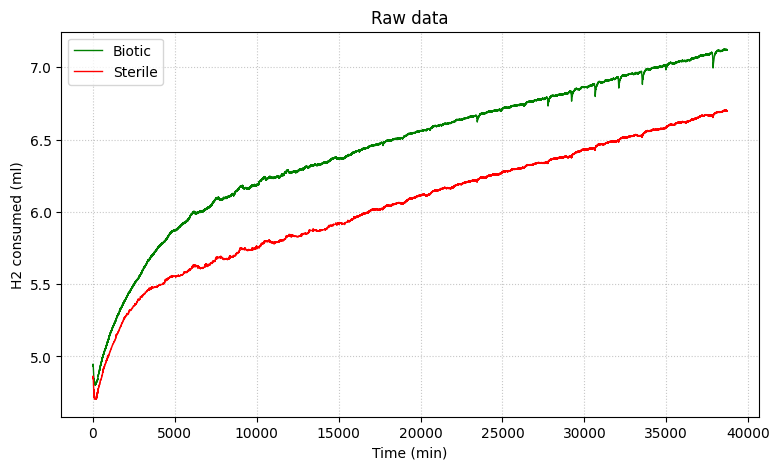 Raw data
Biotic
Sterile
H2 consumed (ml)
7.0
6.5
6.0
5.5
5.0
0 5000 10000 15000 20000 25000 30000 35000 40000
Time (min)